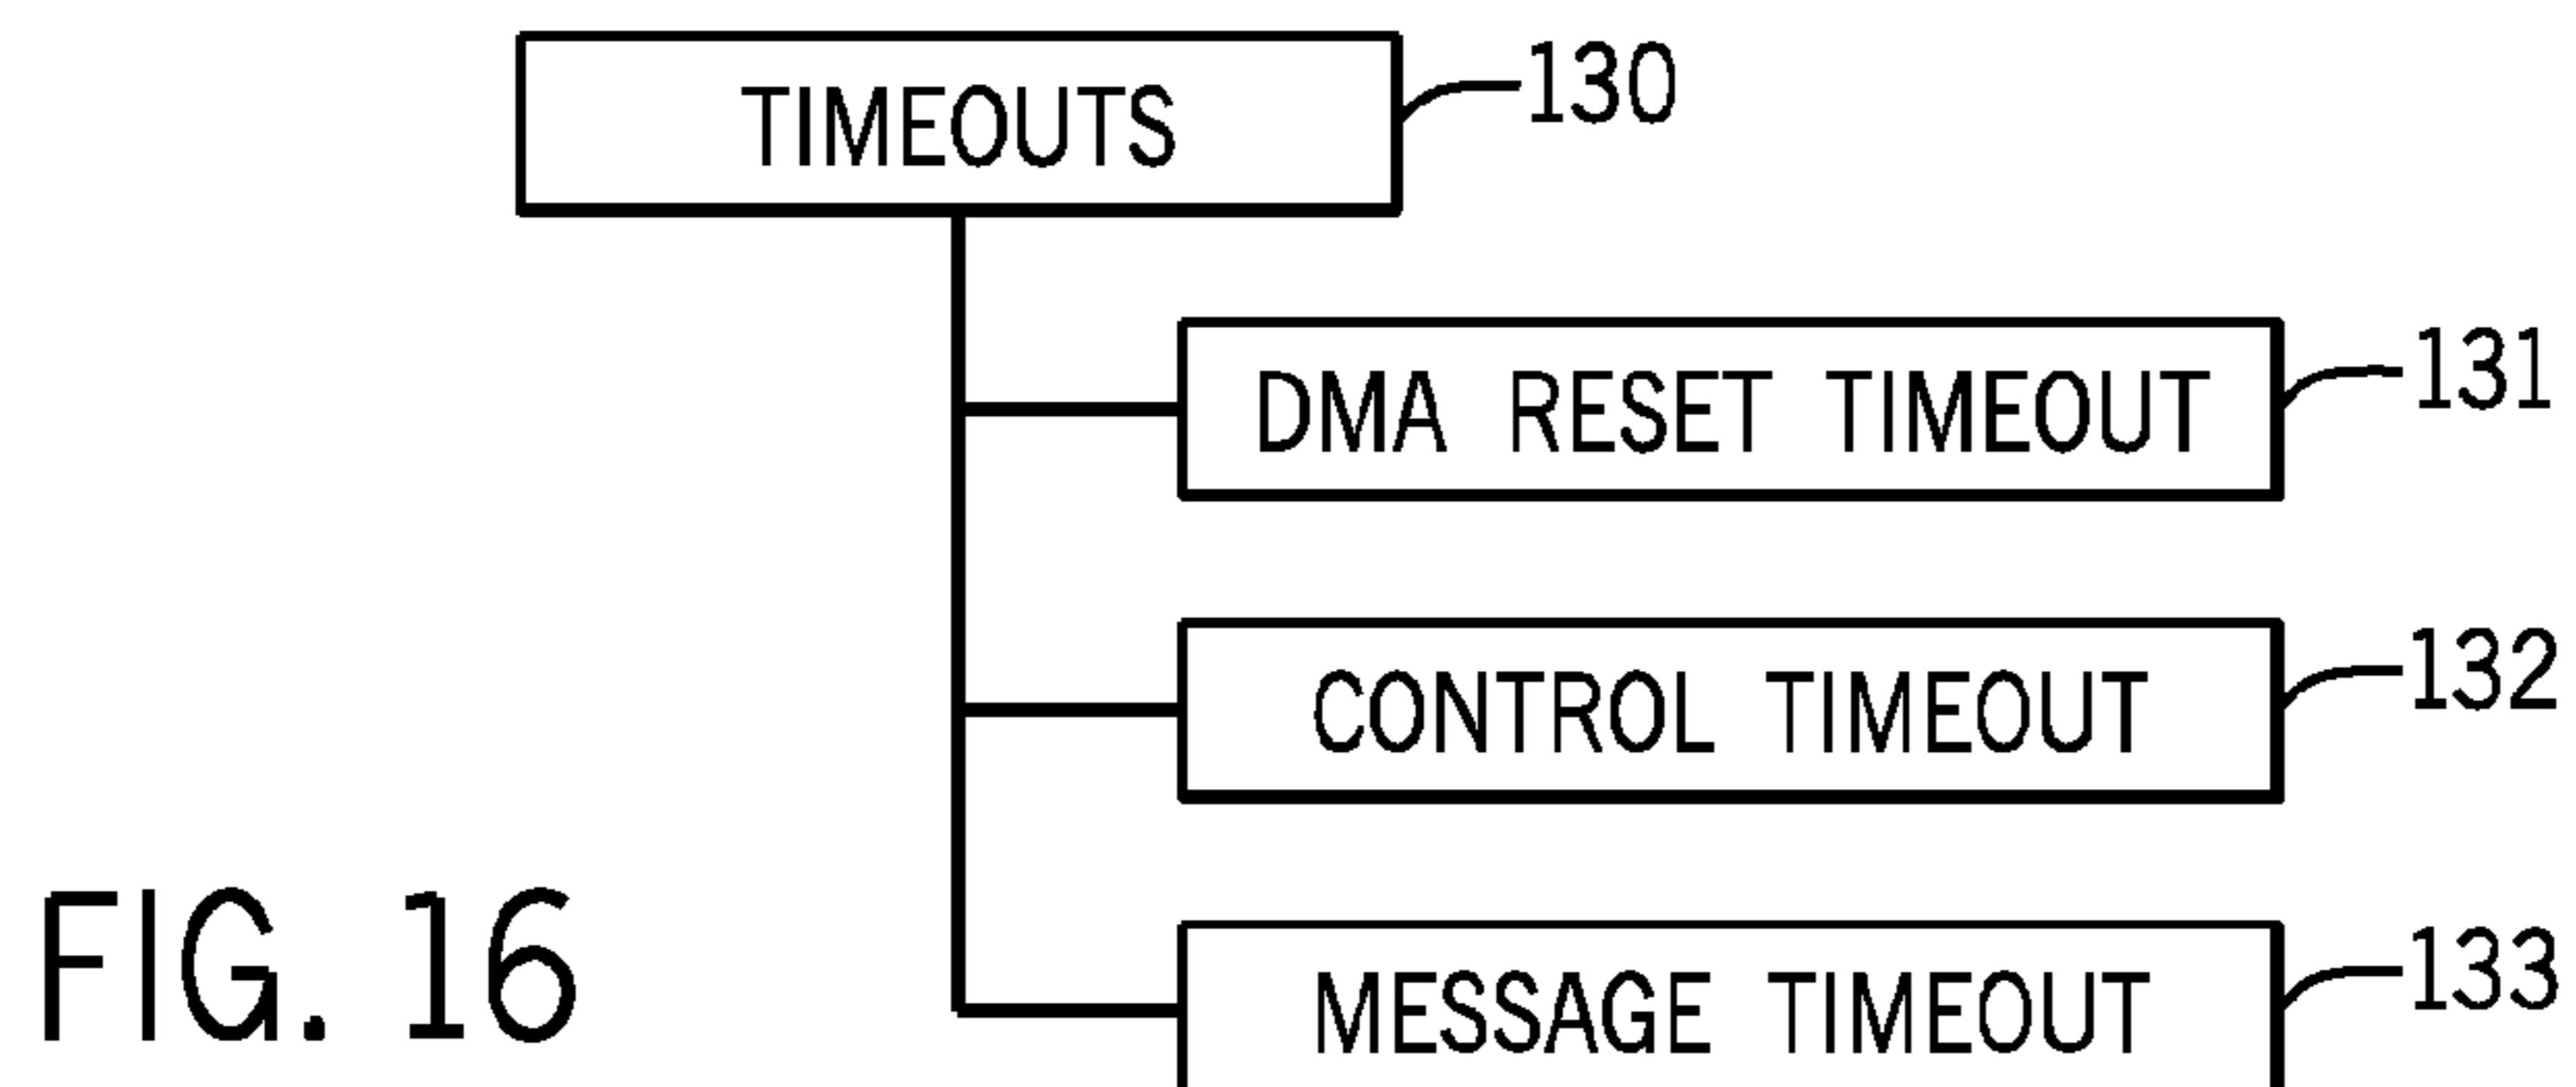 TIMEOUTS 130
DMA RESET TIMEOUT 131
CONTROL TIMEOUT 132
MESSAGE TIMEOUT 133
FIG. 16